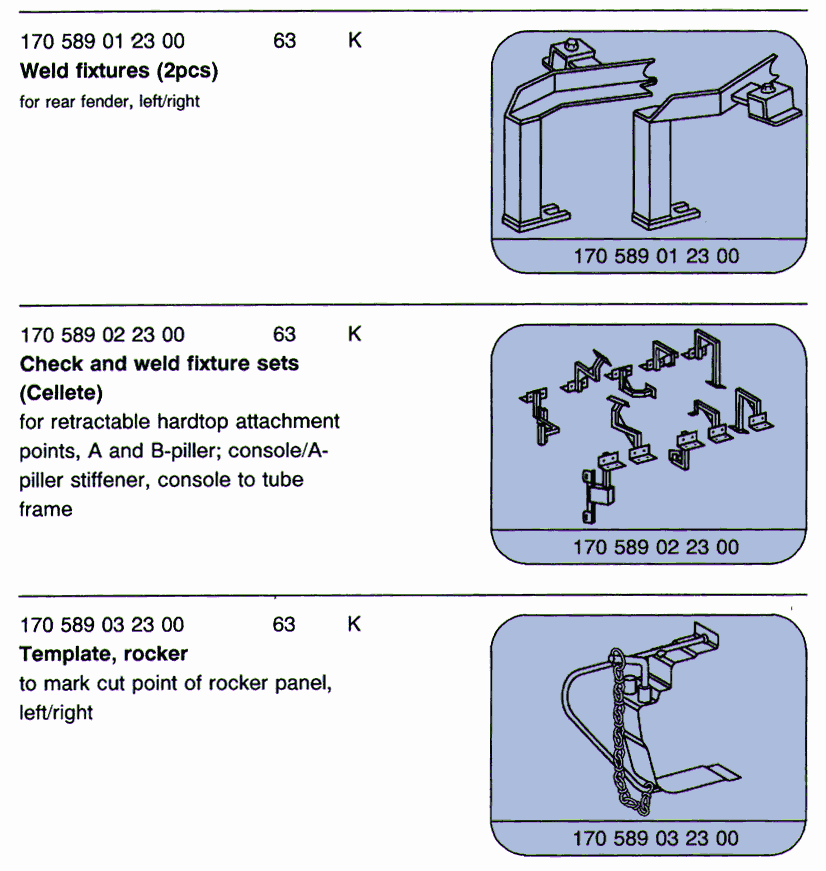 170 589 01 23 00 63 K
Weld fixtures (2pcs)
for rear fender, left/right
170 589 01 23 00
170 589 02 23 00 63 K
Check and weld fixture sets
(Cellete)
for retractable hardtop attachment
points, A and B-piller; console/A-
piller stiffener, console to tube
frame
170 589 02 23 00
170 589 03 23 00 63 K
Template, rocker
to mark cut point of rocker panel,
left/right
170 589 03 23 00